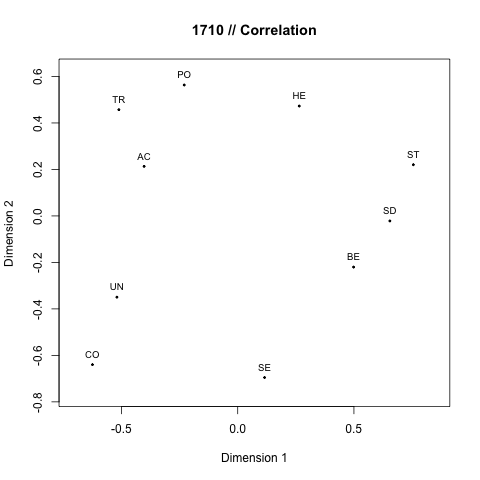 1710 // Correlation
0.6
0.4
0.2
0.0
-0.2
-0.4
-0.6
-0.8
Dimension 2
PO
TR
HE
AC
ST
SD
BE
UN
CO
SE
-0.5
0.0
0.5
Dimension 1